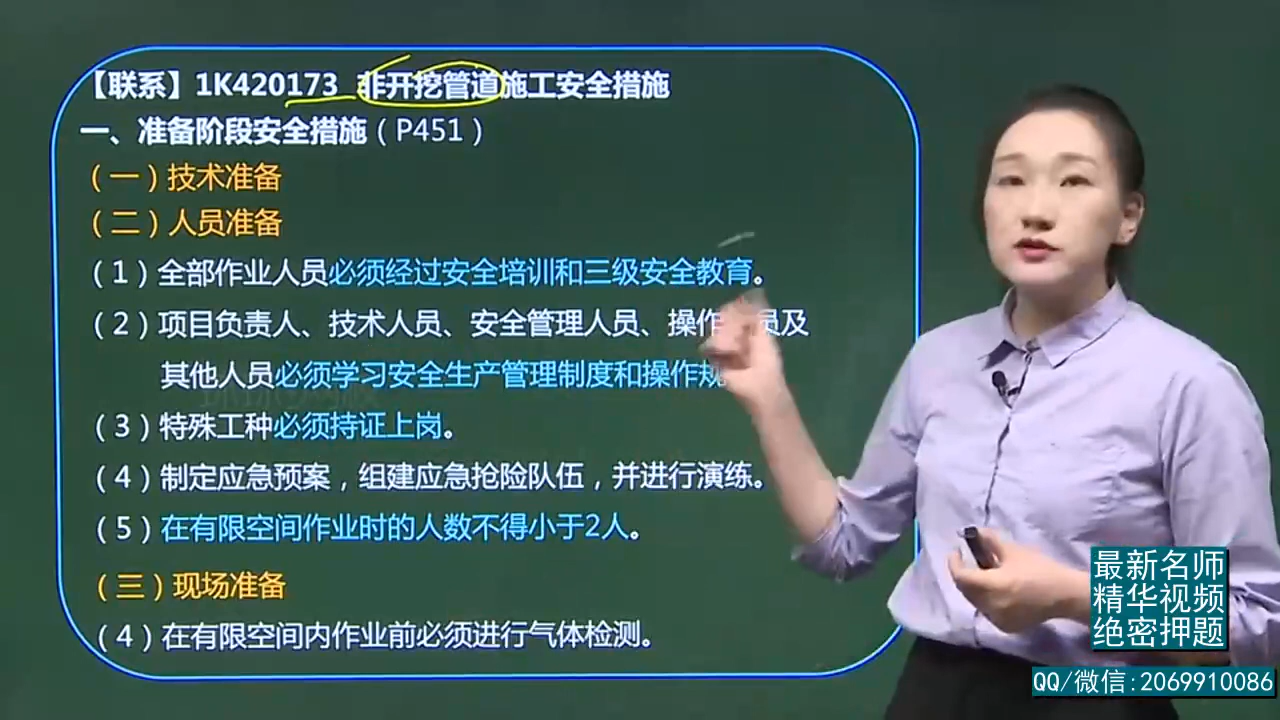 【联系】1K420173 非开挖管道施工安全措施
一、准备阶段安全措施（P451）
（一）技术准备
（二）人员准备
（1）全部作业人员必须经过安全培训和三级安全教育。
（2）项目负责人、技术人员、安全管理人员、操作 员及
其他人员必须学习安全生产管理制度和操作规
（3）特殊工种必须持证上岗。
（4）制定应急预案，组建应急抢险队伍，并进行演练。
（5）在有限空间作业时的人数不得小于2人。
（三）现场准备
（4）在有限空间内作业前必须进行气体检测。
最新名师
精华视频
绝密押题
QQ/微信:2069910086